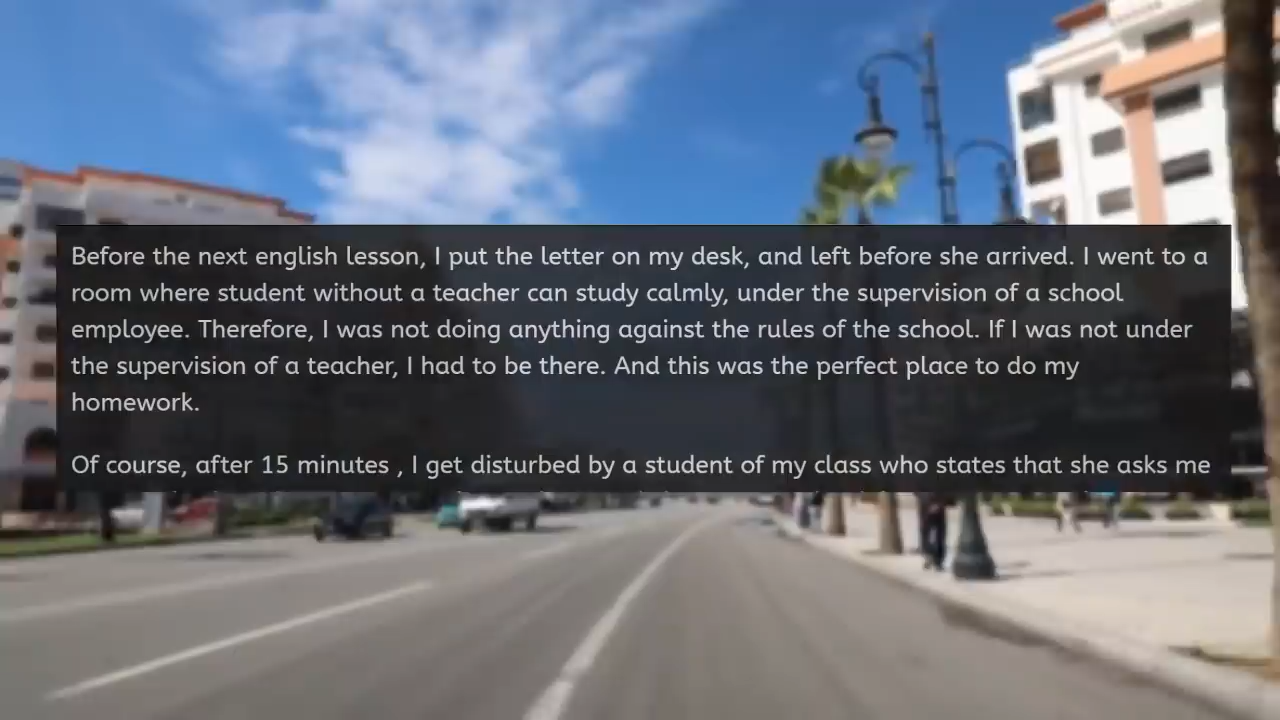 Before the next english lesson, I put the letter on my desk, and left before she arrived. I went to a
room where student without a teacher can study calmly, under the supervision of a school
employee. Therefore, I was not doing anything against the rules of the school. If I was not under
the supervision of a teacher, I had to be there. And this was the perfect place to do my
homework.
Of course, after 15 minutes , I get disturbed by a student of my class who states that she asks me